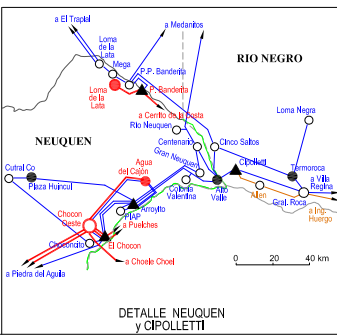 a El Trapial
a Medanitos
Loma
de la
Lata
Mega
P.P. Banderita
RIO NEGRO
Loma
de la
Lata
P. Banderita
a Cerrito de la Costa
Loma Negra
Rio Neuquen
Centenario
Cinco Saltos
NEUQUEN
Gran Neuquen
Cipolletti
Cutral Co
Agua
del Cajon
Termoroca
Plaza Huincul
Colonia
Valentina
Alto
Valle
Allen
a Villa
Regina
Gral. Roca
Chocon
Oeste
Arroyito
PIAP
a Puelches
a Ing.
Huergo
Choconcito
El Chocon
a Piedra del Aguila
a Choele Choel
0 20 40 km
DETALLE NEUQUEN
y CIPOLLETTI